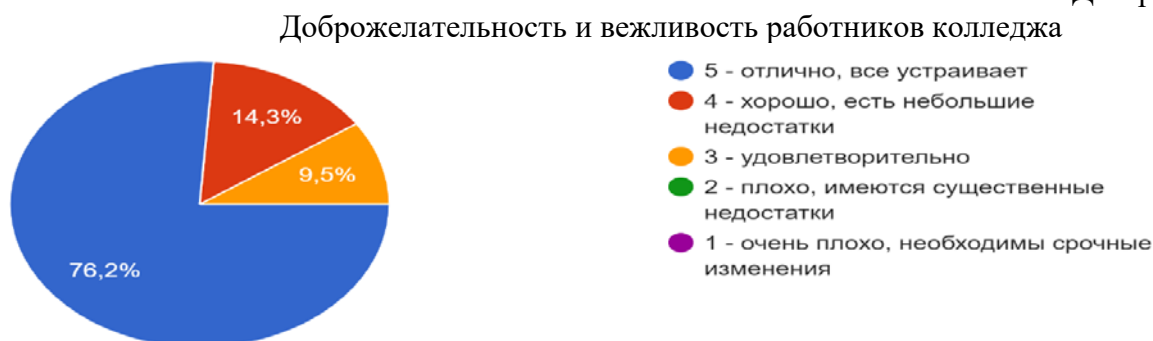 Доброжелательность и вежливость работников колледжа
5 - отлично, все устраивает
4 - хорошо, есть небольшие
недостатки
3 - удовлетворительно
2 - плохо, имеются существенные
недостатки
1 - очень плохо, необходимы срочные
изменения
14,3%
9,5%
76,2%